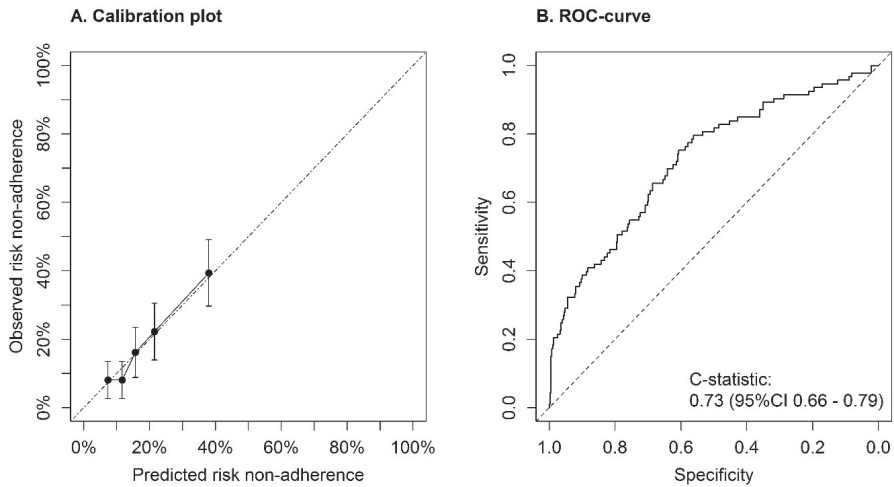 A. Calibration plot
Observed risk non-adherence
100%
80%
60%
40%
20%
0%
0% 20% 40% 60% 80% 100%
Predicted risk non-adherence
B. ROC-curve
Sensitivity
1.0
0.8
0.6
0.4
0.2
0.0
C-statistic:
0.73 (95%CI 0.66 - 0.79)
1.0 0.8 0.6 0.4 0.2 0.0
Specificity